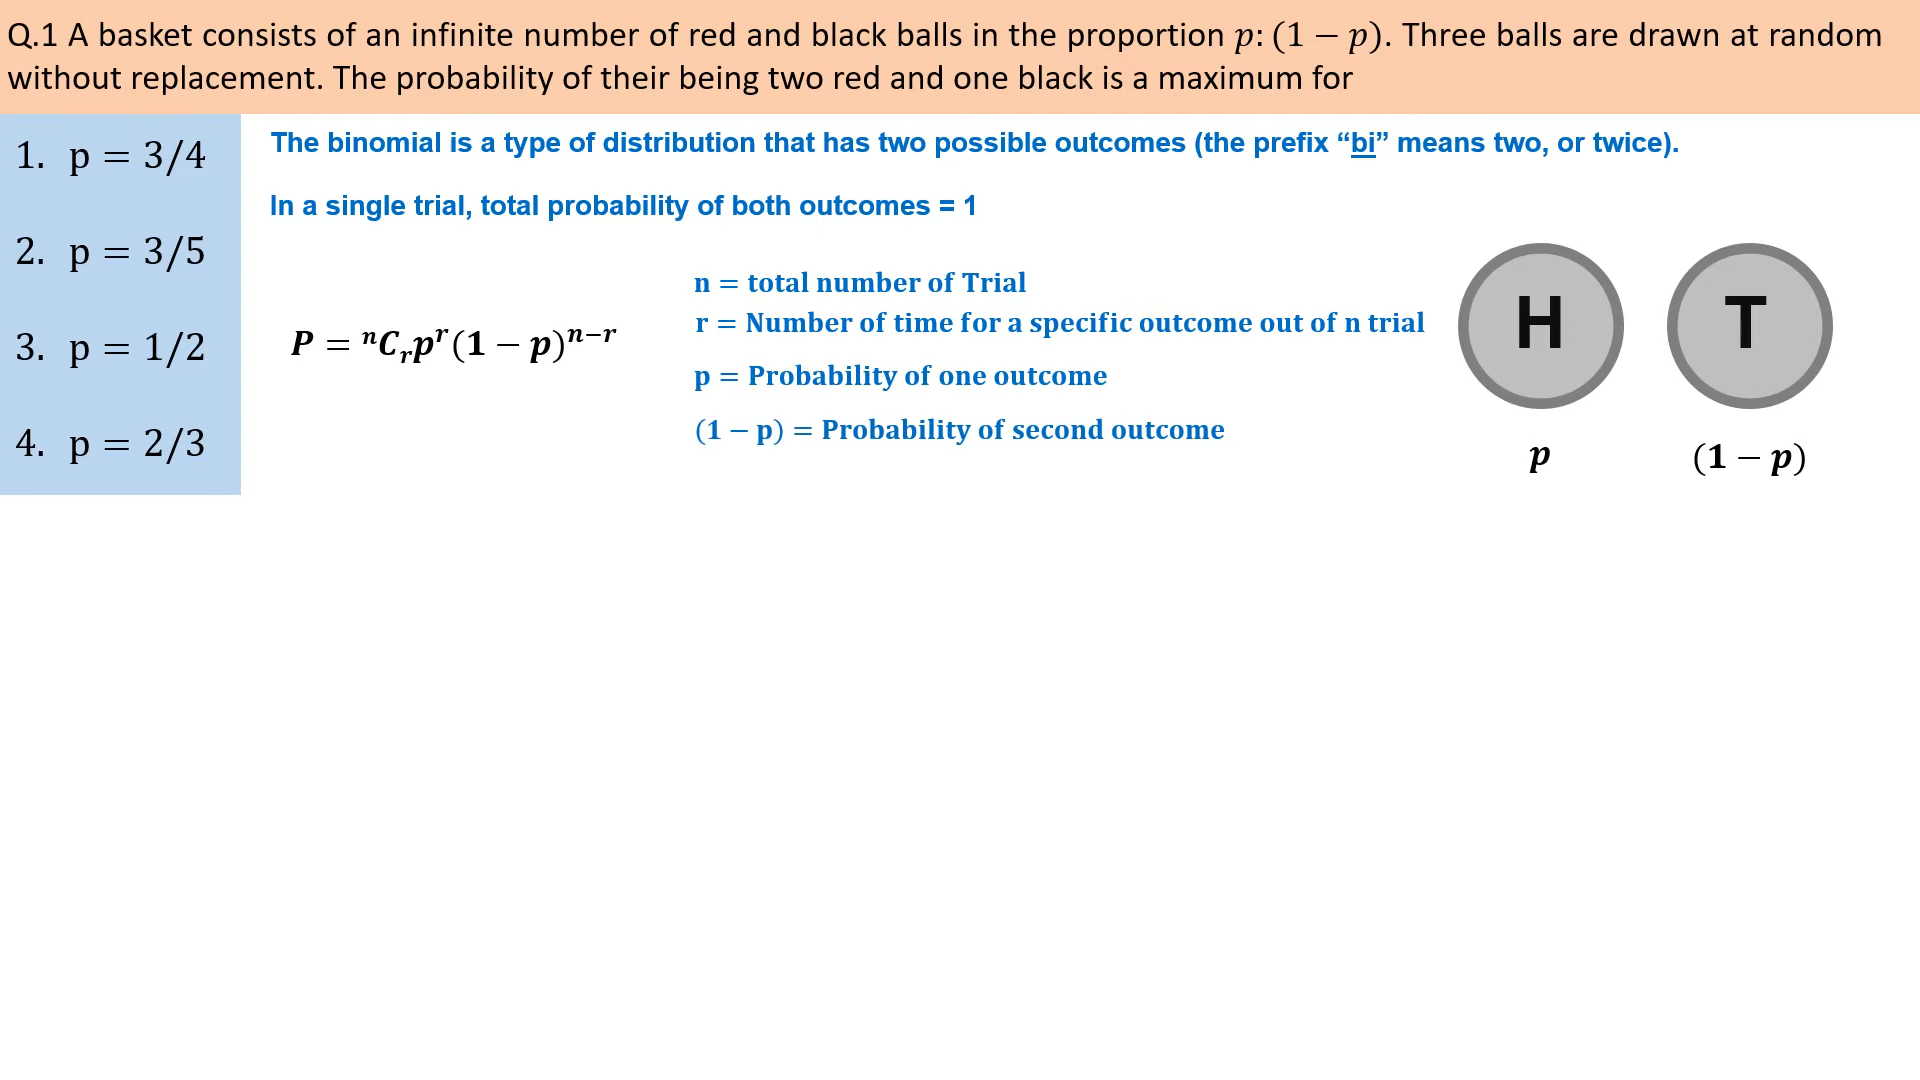 Q.1 A basket consists of an infinite number of red and black balls in the proportion p: (1 − p). Three balls are drawn at random
without replacement. The probability of their being two red and one black is a maximum for
1. p = 3/4
2. p = 3/5
3. p = 1/2
4. p = 2/3
The binomial is a type of distribution that has two possible outcomes (the prefix “bi” means two, or twice).
In a single trial, total probability of both outcomes = 1
P = ⁿCᵣpʳ(1 − p)ⁿ⁻ʳ
n = total number of Trial
r = Number of time for a specific outcome out of n trial
p = Probability of one outcome
(1 − p) = Probability of second outcome
H T
p (1 − p)